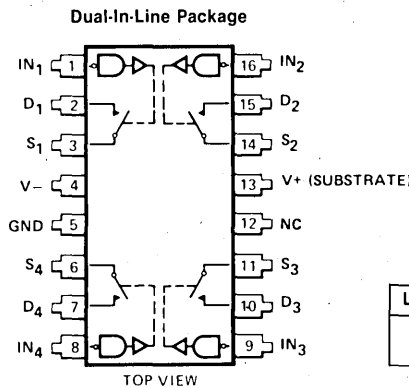 Dual-In-Line Package
IN1 1 16 IN2
D1 2 15 D2
S1 3 14 S2
V− 4 13 V+ (SUBSTRATE)
GND 5 12 NC
S4 6 11 S3
D4 7 10 D3
IN4 8 9 IN3
TOP VIEW
L